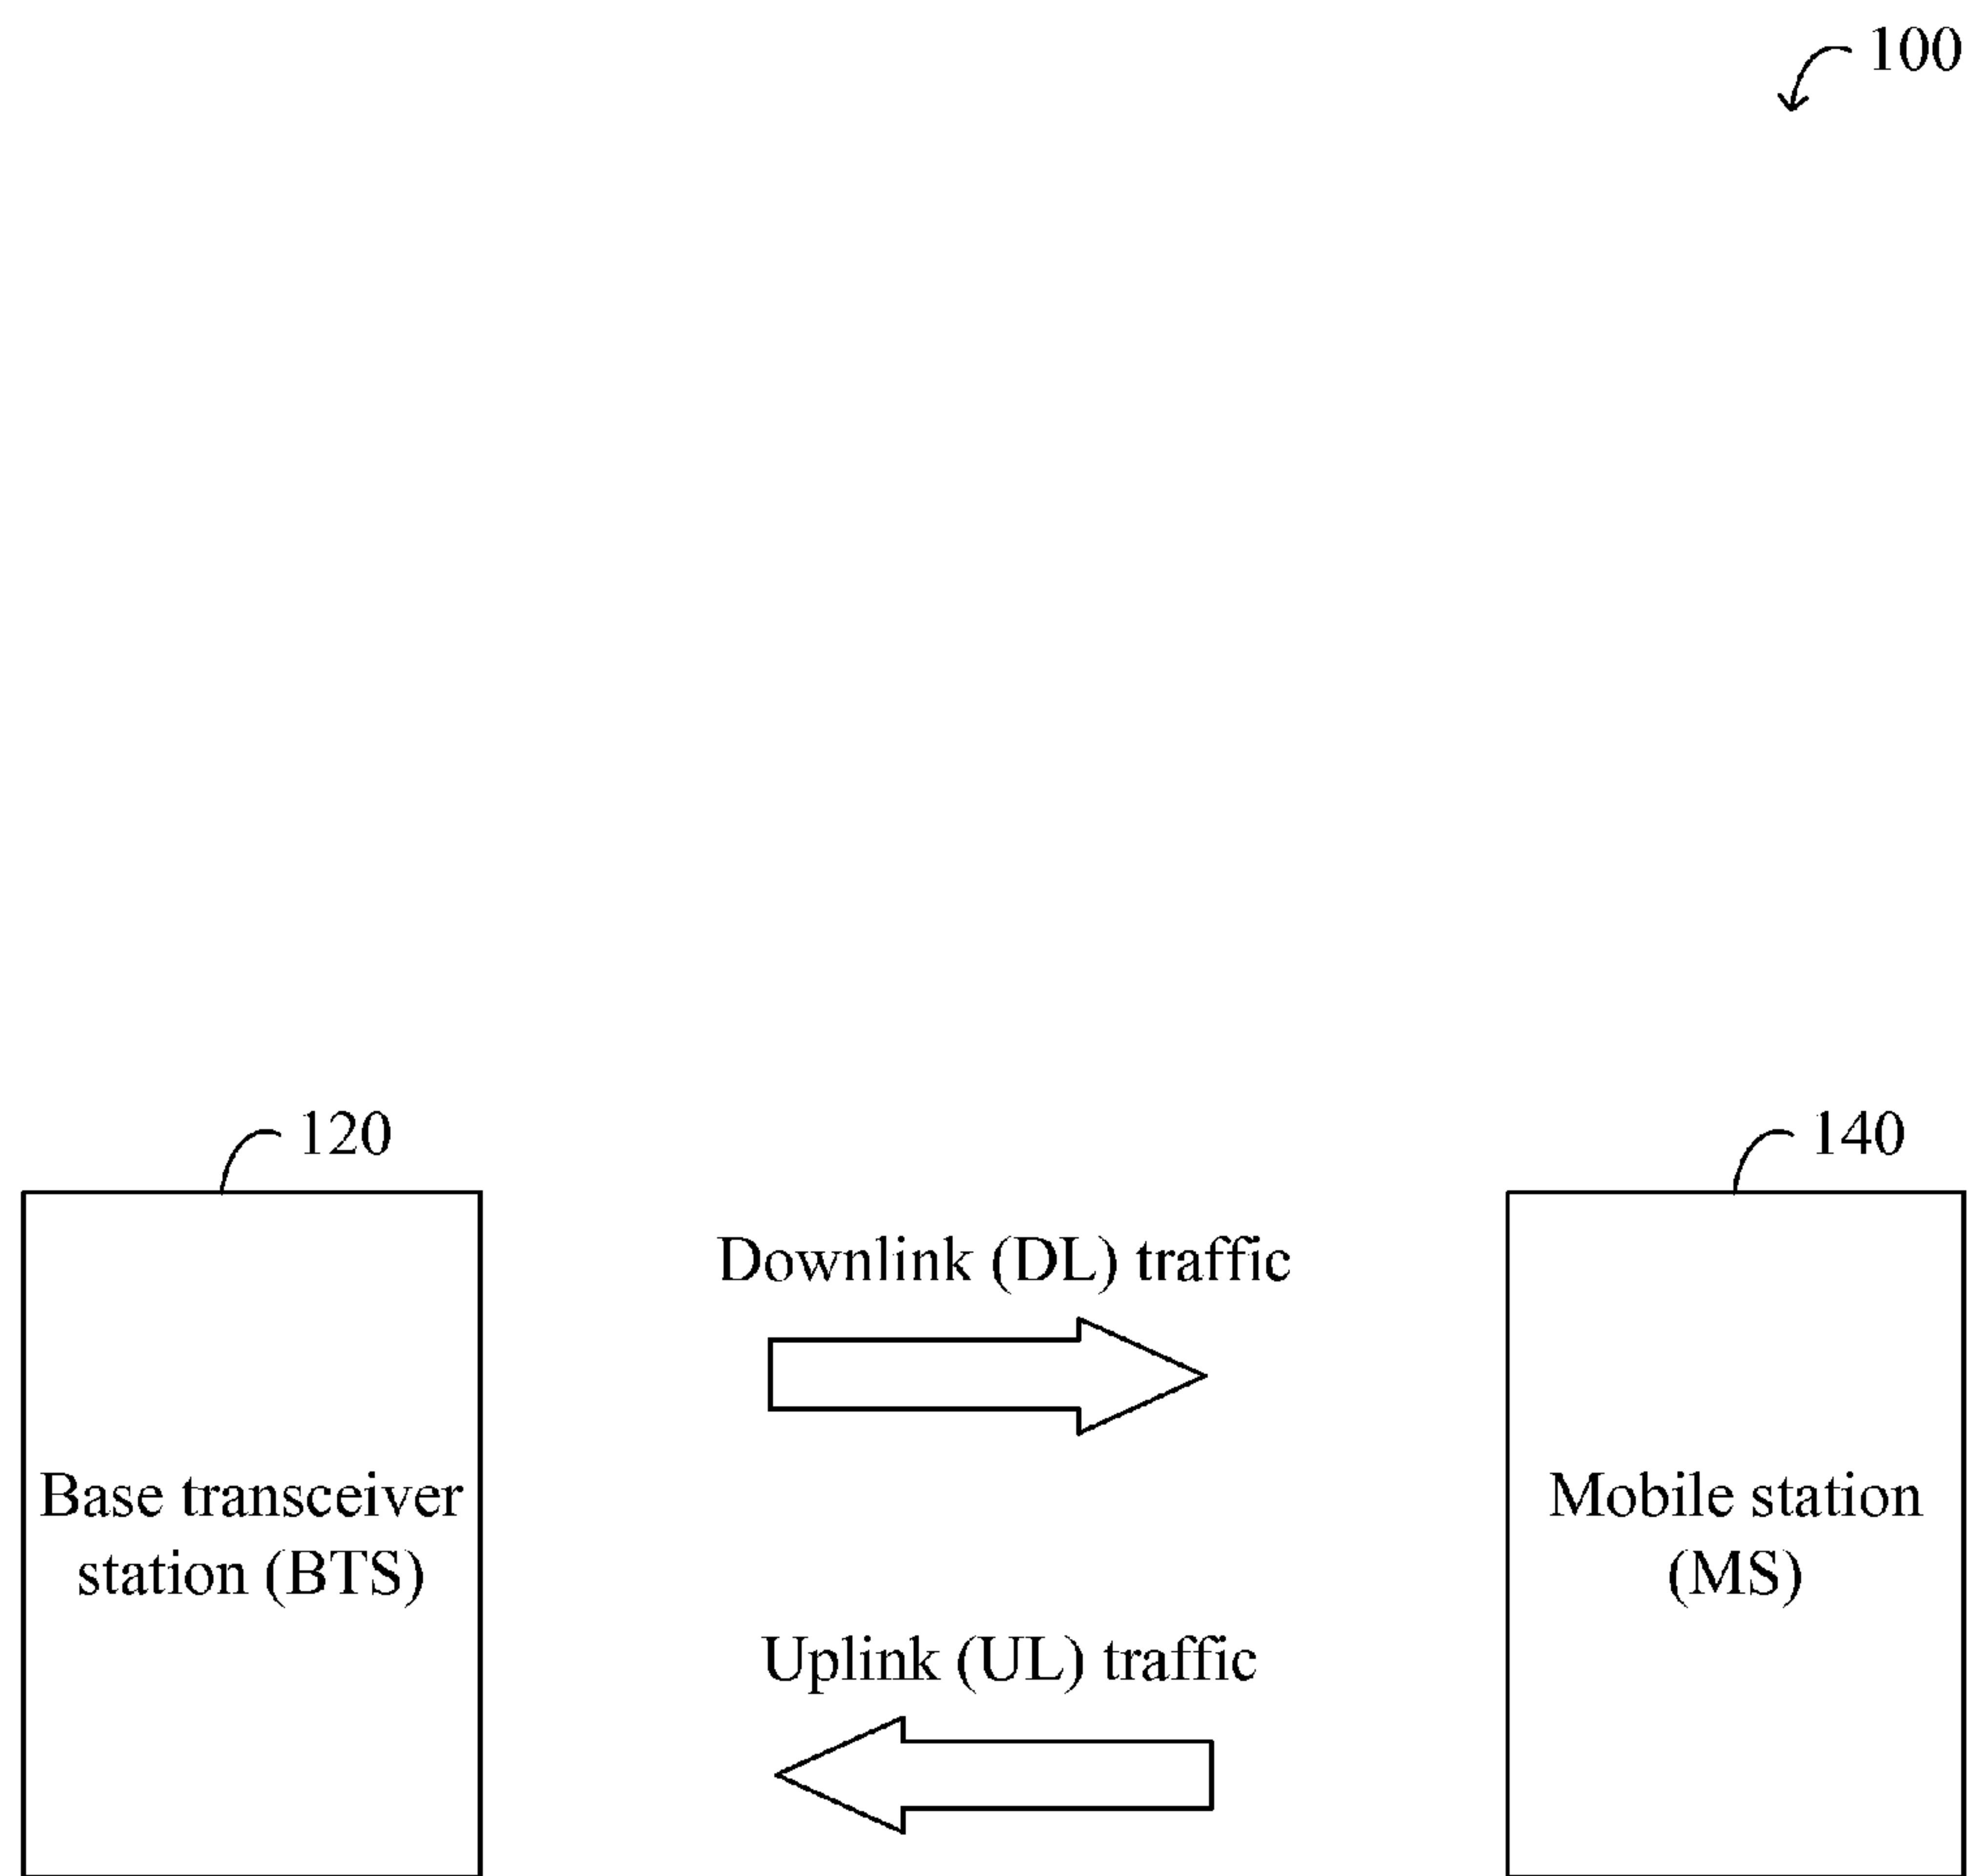 100
120
140
Downlink (DL) traffic
Base transceiver
station (BTS)
Mobile station
(MS)
Uplink (UL) traffic